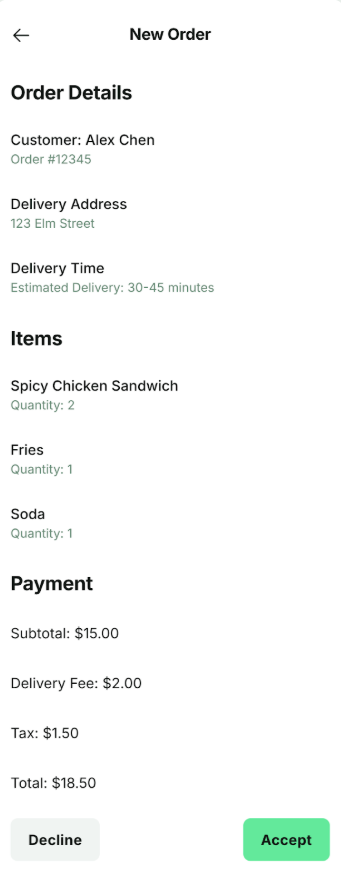 New Order
Order Details
Customer: Alex Chen
Order #12345
Delivery Address
123 Elm Street
Delivery Time
Estimated Delivery: 30-45 minutes
Items
Spicy Chicken Sandwich
Quantity: 2
Fries
Quantity: 1
Soda
Quantity: 1
Payment
Subtotal: $15.00
Delivery Fee: $2.00
Tax: $1.50
Total: $18.50
Decline
Accept